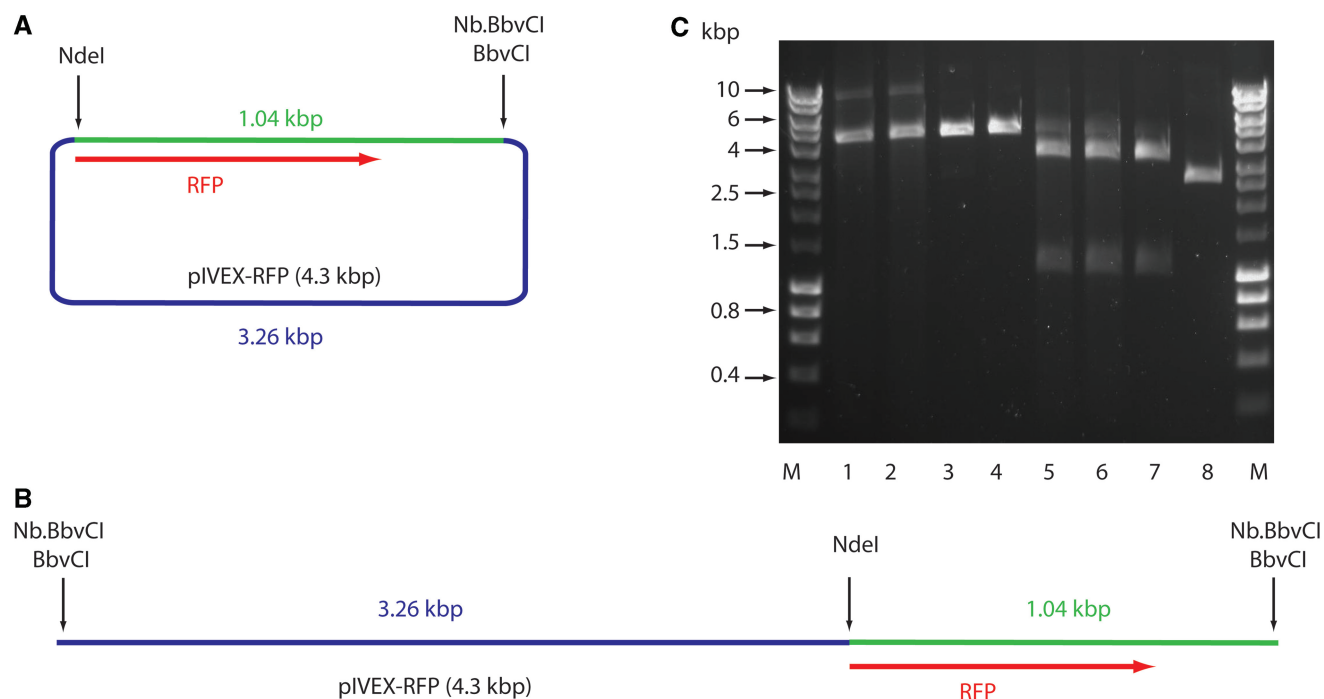 A
NdeI
Nb.BbvCI
BbvCI
1.04 kbp
RFP
pIVEX-RFP (4.3 kbp)
3.26 kbp
C
kbp
10
6
4
2.5
1.5
0.8
0.4
M 1 2 3 4 5 6 7 8 M
B
Nb.BbvCI
BbvCI
3.26 kbp
NdeI
1.04 kbp
Nb.BbvCI
BbvCI
pIVEX-RFP (4.3 kbp)
RFP